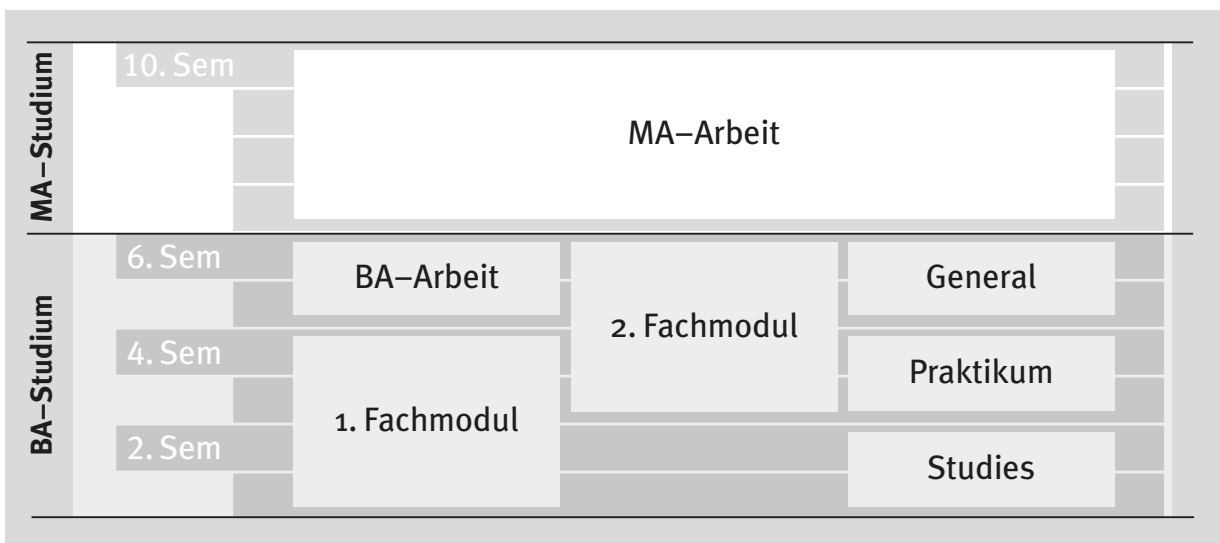 MA–Studium
10. Sem
MA–Arbeit
BA–Studium
6. Sem
BA–Arbeit
2. Fachmodul
General
4. Sem
1. Fachmodul
Praktikum
2. Sem
Studies